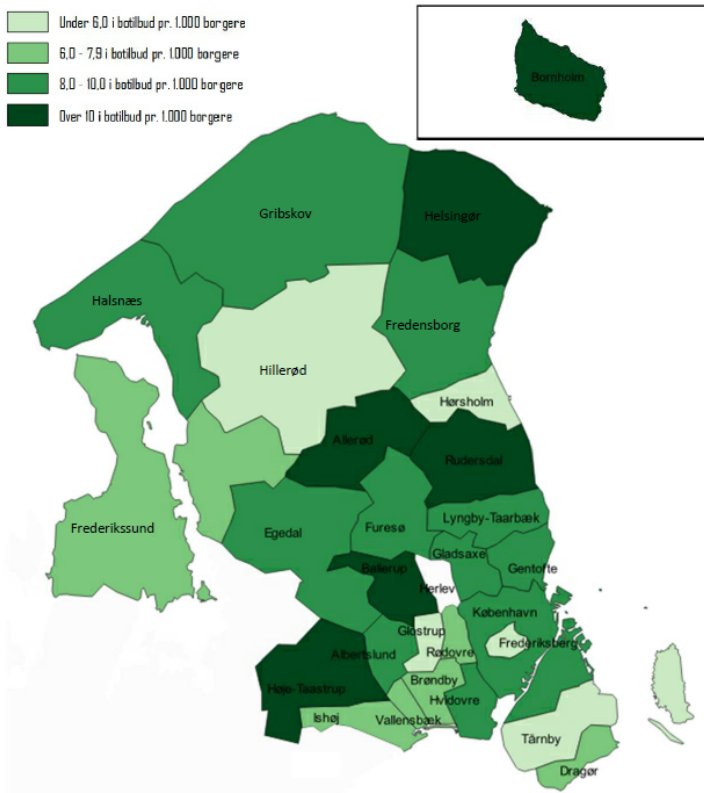 Under 6,0 i botilbud pr. 1.000 borgere
6,0 - 7,9 i botilbud pr. 1.000 borgere
8,0 - 10,0 i botilbud pr. 1.000 borgere
Over 10 i botilbud pr. 1.000 borgere
Bornholm
Gribskov
Helsingør
Halsnæs
Fredensborg
Hillerød
Hørsholm
Allerød
Rudersdal
Frederikssund
Egedal
Furesø
Lyngby-Taarbæk
Gladsaxe
Ballerup
Gentofte
Herlev
København
Glostrup
Frederiksberg
Albertslund
Rødovre
Høje-Taastrup
Brøndby
Hvidovre
Ishøj
Vallensbæk
Tårnby
Dragør